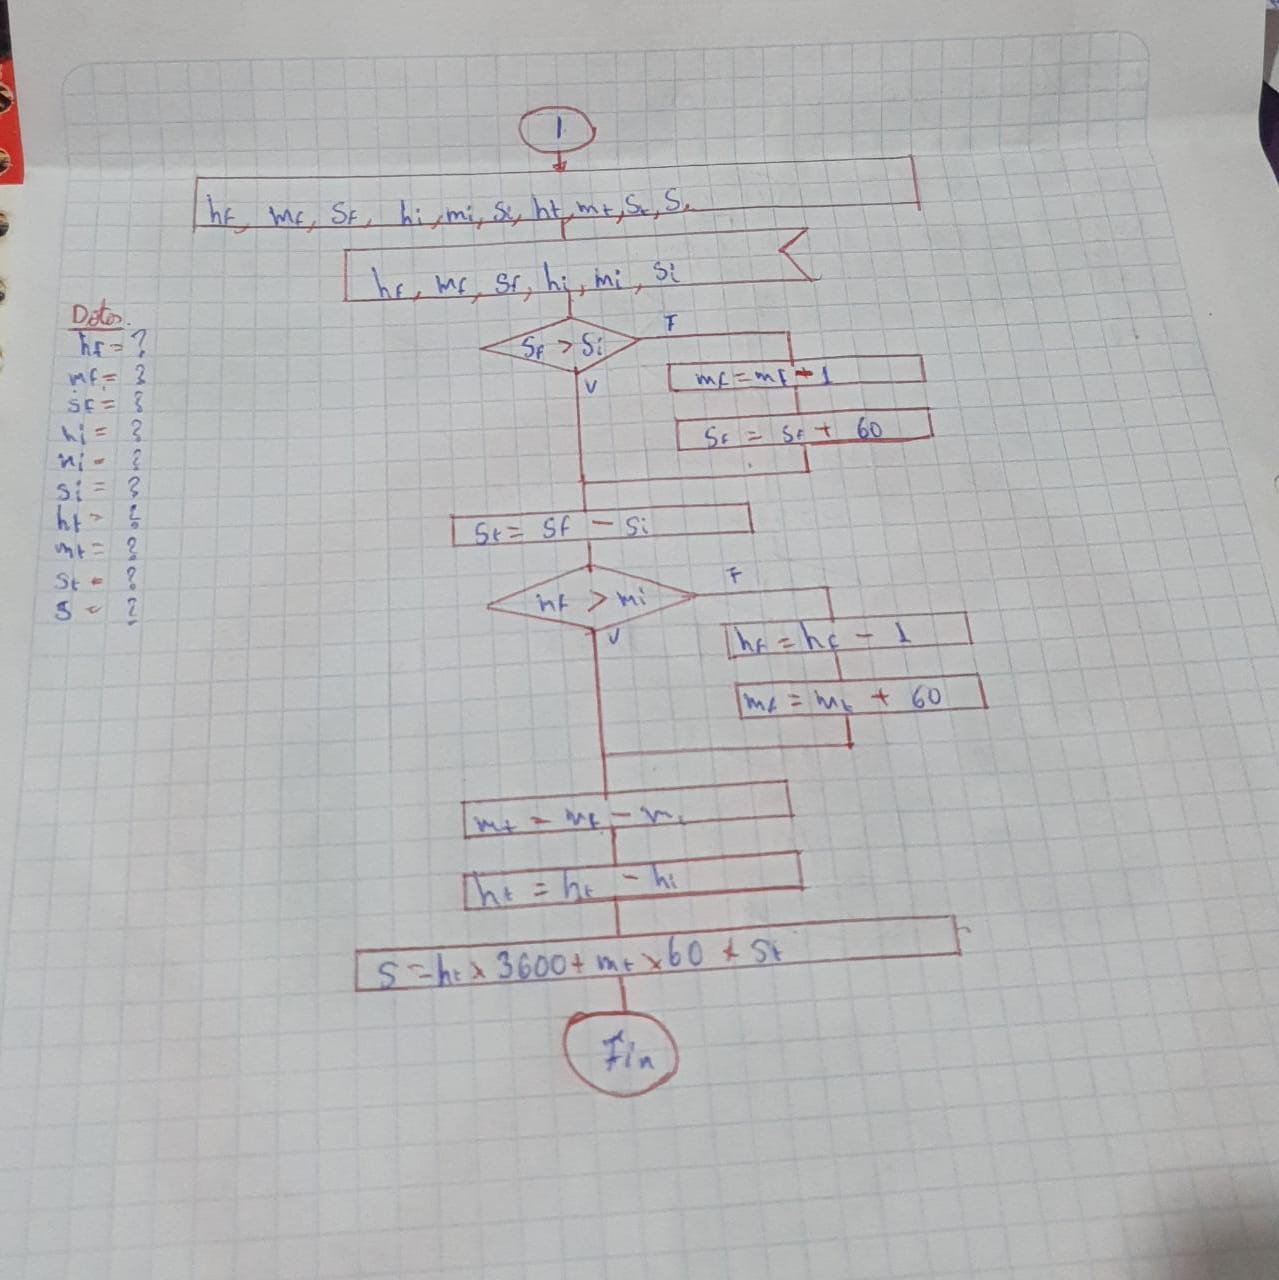 1
hf, mf, Sf, hi, mi, Si, ht, mt, St, S.
hf, mf, Sf, hi, mi, Si
Datos.
hf = ?
mf = ?
sf = ?
hi = ?
mi = ?
si = ?
ht = ?
mt = ?
St = ?
S = ?
Sf > Si
F
V
mf = mf - 1
Sf = Sf + 60
St = Sf - Si
mf > mi
F
V
hf = hf - 1
mf = mf + 60
mt = mf - mi
ht = hf - hi
S = ht x 3600 + mt x 60 + St
Fin